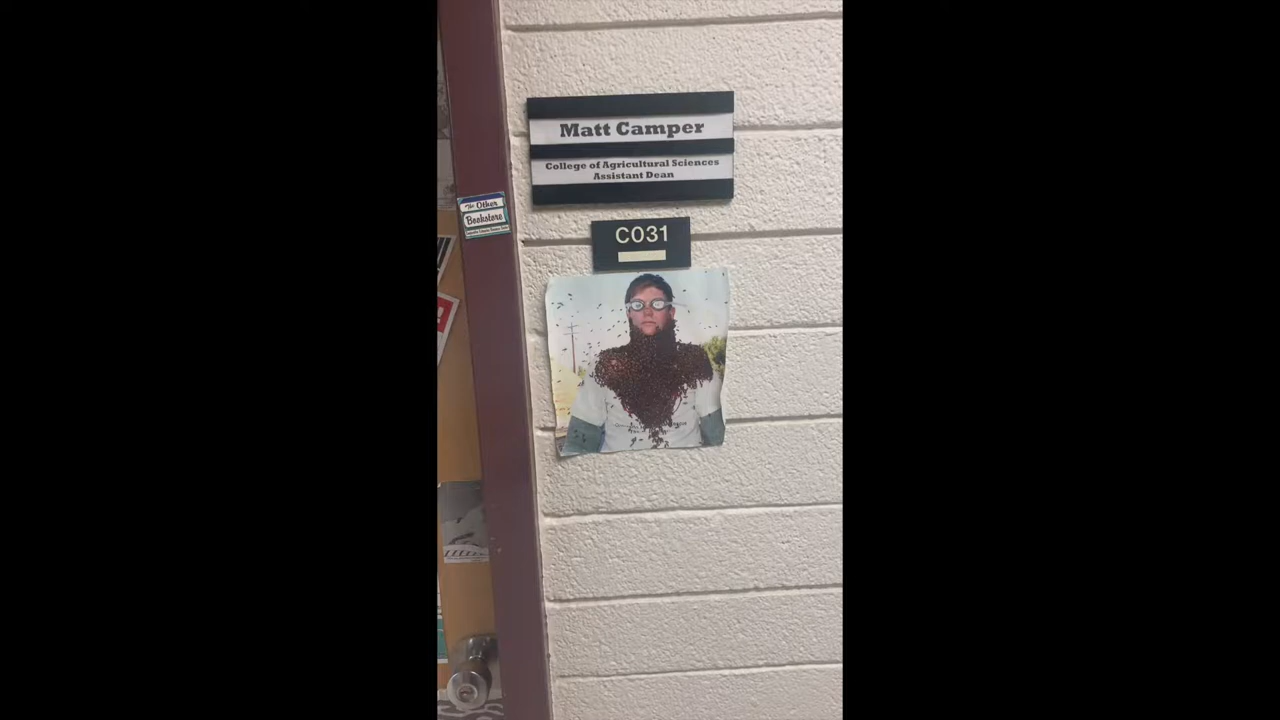 Matt Camper
College of Agricultural Sciences
Assistant Dean
The Other
Bookstore
C031